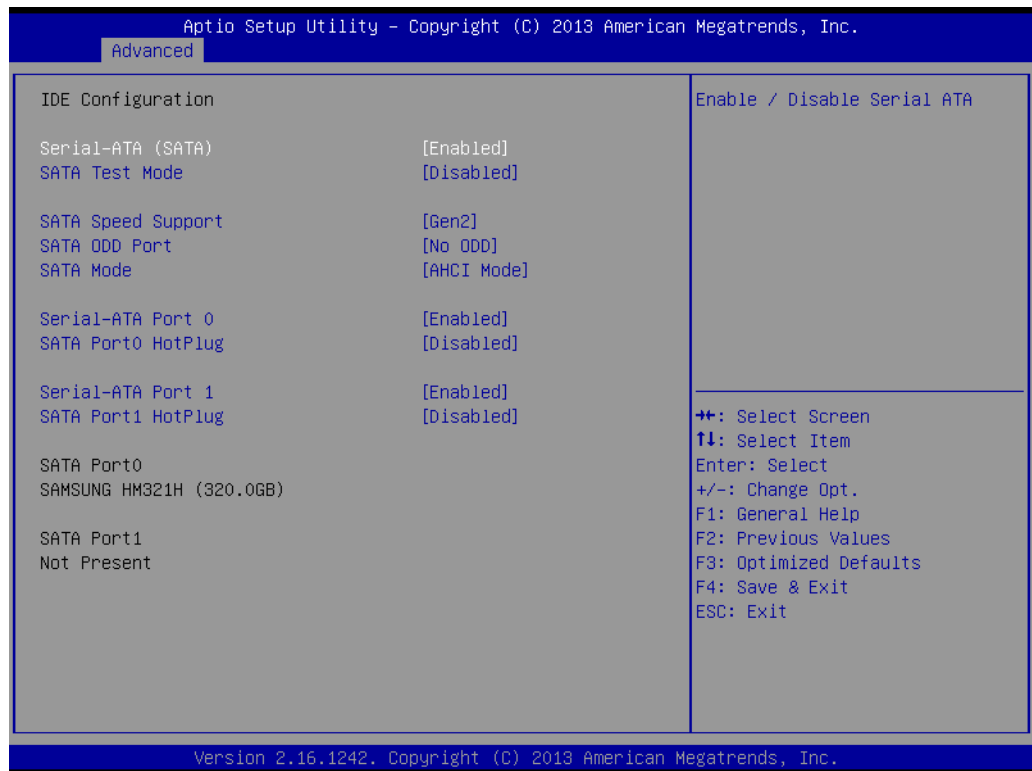 Aptio Setup Utility – Copyright (C) 2013 American Megatrends, Inc.
Advanced
IDE Configuration
Serial-ATA (SATA) [Enabled]
SATA Test Mode [Disabled]
SATA Speed Support [Gen2]
SATA ODD Port [No ODD]
SATA Mode [AHCI Mode]
Serial-ATA Port 0 [Enabled]
SATA Port0 HotPlug [Disabled]
Serial-ATA Port 1 [Enabled]
SATA Port1 HotPlug [Disabled]
SATA Port0
SAMSUNG HM321H (320.0GB)
SATA Port1
Not Present
Enable / Disable Serial ATA
→←: Select Screen
↑↓: Select Item
Enter: Select
+/-: Change Opt.
F1: General Help
F2: Previous Values
F3: Optimized Defaults
F4: Save & Exit
ESC: Exit
Version 2.16.1242. Copyright (C) 2013 American Megatrends, Inc.